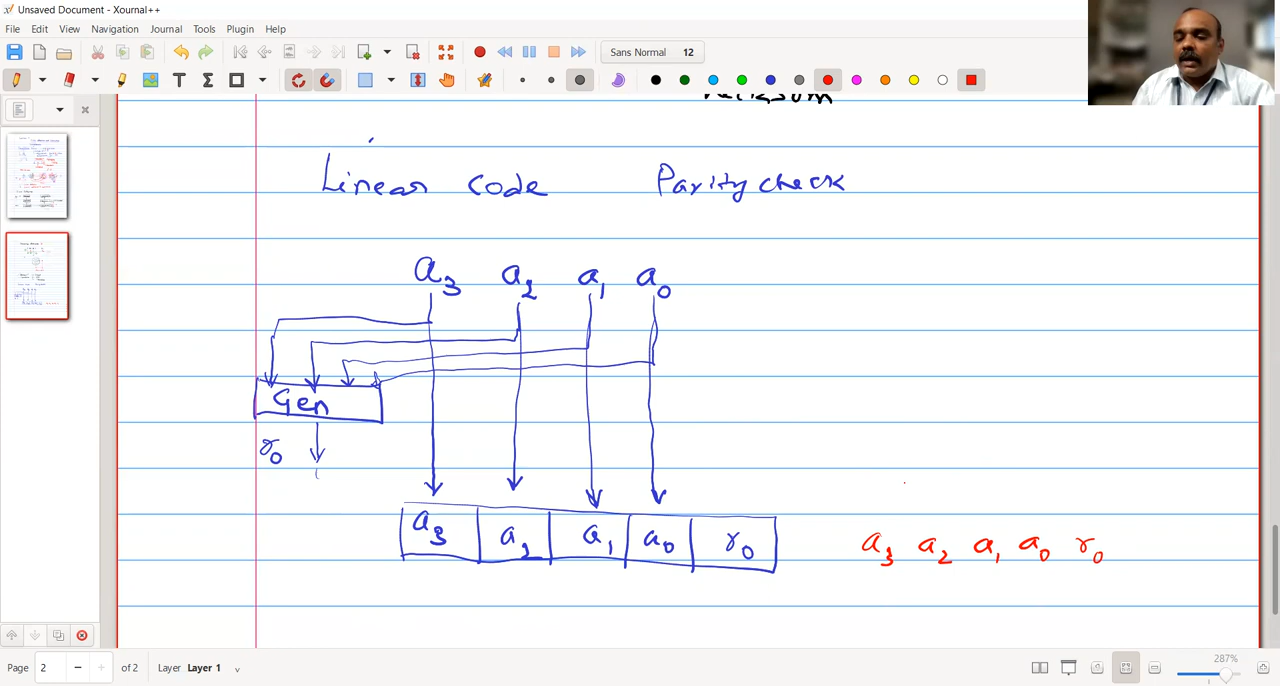 Unsaved Document - Xournal++
File Edit View Navigation Journal Tools Plugin Help
Sans Normal 12
Linear code Parity check
a3 a2 a1 a0
Gen
r0
a3 a2 a1 a0 r0
a3 a2 a1 a0 r0
287%
Page 2 of 2 Layer Layer 1